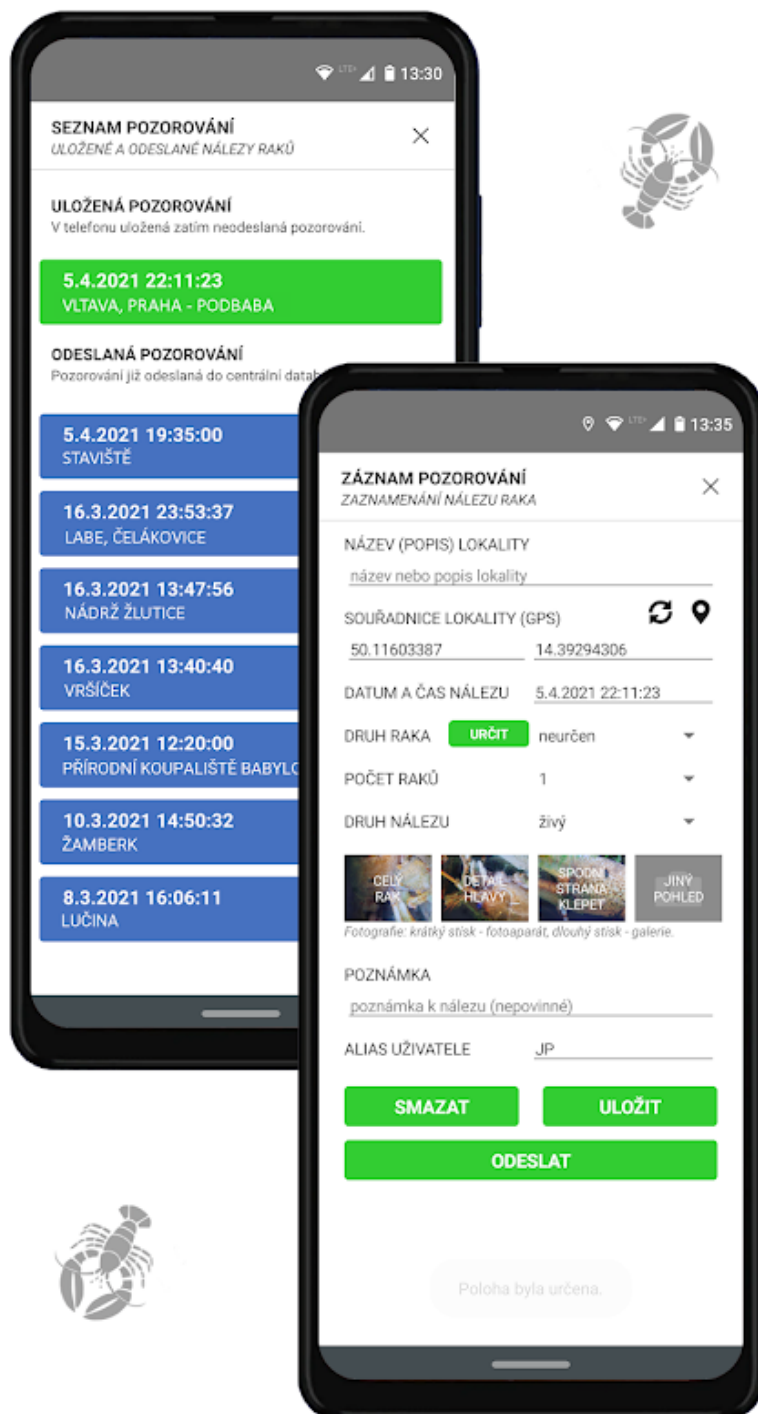 LTE+ 13:30
SEZNAM POZOROVÁNÍ
ULOŽENÉ A ODESLANÉ NÁLEZY RAKŮ
ULOŽENÁ POZOROVÁNÍ
V telefonu uložená zatím neodeslaná pozorování.
5.4.2021 22:11:23
VLTAVA, PRAHA - PODBABA
ODESLANÁ POZOROVÁNÍ
Pozorování již odeslaná do centrální datab
5.4.2021 19:35:00
STAVIŠTĚ
16.3.2021 23:53:37
LABE, ČELÁKOVICE
16.3.2021 13:47:56
NÁDRŽ ŽLUTICE
16.3.2021 13:40:40
VRŠÍČEK
15.3.2021 12:20:00
PŘÍRODNÍ KOUPALIŠTĚ BABYLO
10.3.2021 14:50:32
ŽAMBERK
8.3.2021 16:06:11
LUČINA
LTE+ 13:35
ZÁZNAM POZOROVÁNÍ
ZAZNAMENÁNÍ NÁLEZU RAKA
NÁZEV (POPIS) LOKALITY
název nebo popis lokality
SOUŘADNICE LOKALITY (GPS)
50.11603387 14.39294306
DATUM A ČAS NÁLEZU 5.4.2021 22:11:23
DRUH RAKA URČIT neurčen
POČET RAKŮ 1
DRUH NÁLEZU živý
CELÝ RAK
DETAIL HLAVY
SPODNÍ STRANA KLEPET
JINÝ POHLED
Fotografie: krátký stisk - fotoaparát, dlouhý stisk - galerie.
POZNÁMKA
poznámka k nálezu (nepovinné)
ALIAS UŽIVATELE JP
SMAZAT ULOŽIT
ODESLAT
Poloha byla určena.